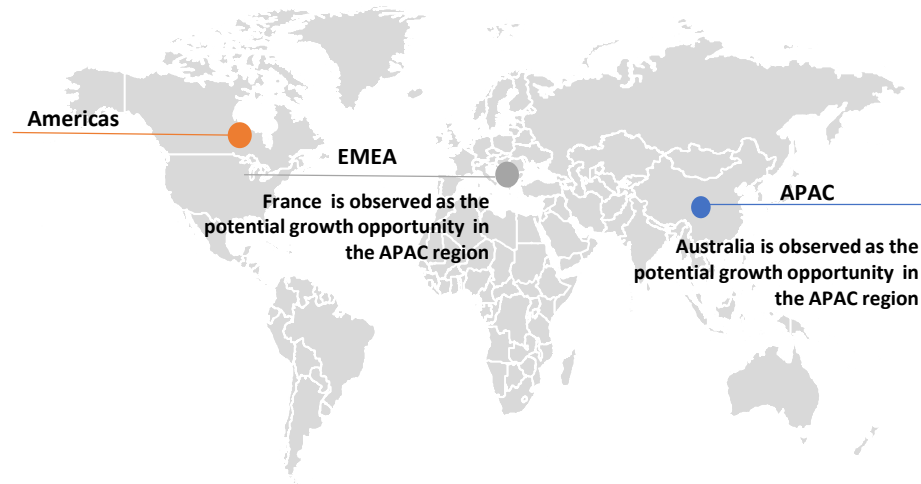 Americas
EMEA
France is observed as the
potential growth opportunity in
the APAC region
APAC
Australia is observed as the
potential growth opportunity in
the APAC region